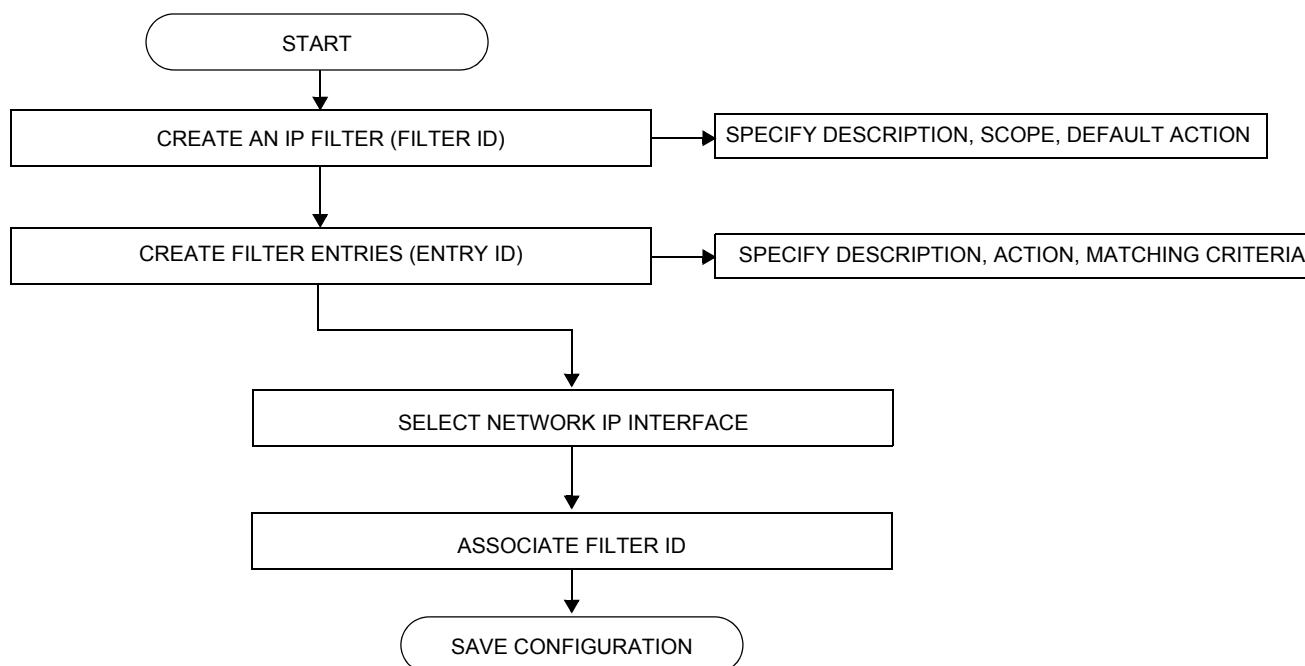 START
CREATE AN IP FILTER (FILTER ID)
SPECIFY DESCRIPTION, SCOPE, DEFAULT ACTION
CREATE FILTER ENTRIES (ENTRY ID)
SPECIFY DESCRIPTION, ACTION, MATCHING CRITERIA
SELECT NETWORK IP INTERFACE
ASSOCIATE FILTER ID
SAVE CONFIGURATION